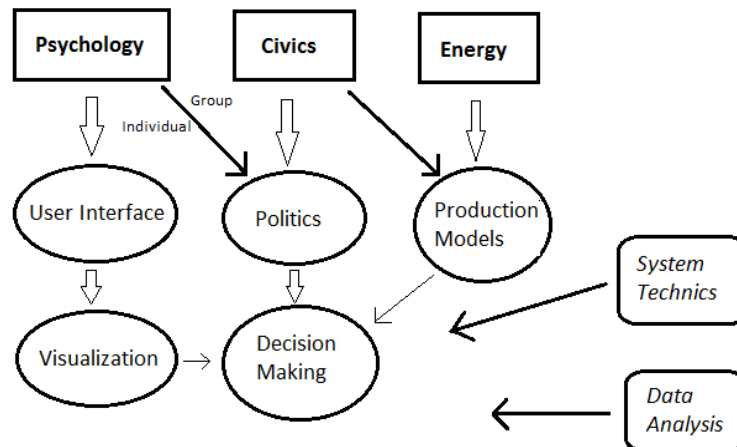 Psychology
Civics
Energy
Group
Individual
User Interface
Politics
Production
Models
System
Technics
Visualization
Decision
Making
Data
Analysis